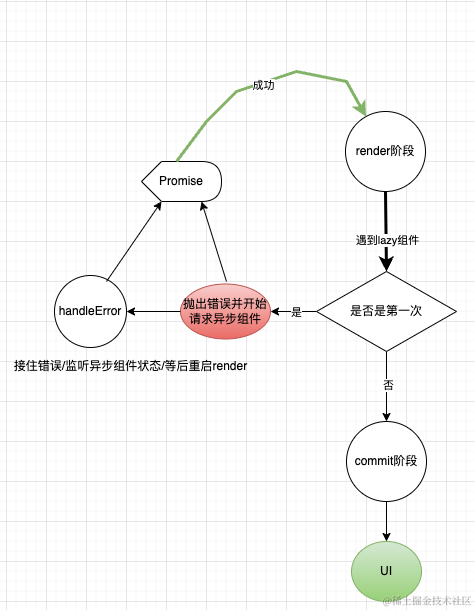 成功
render阶段
Promise
遇到lazy组件
抛出错误并开始
请求异步组件
是
是否是第一次
handleError
接住错误/监听异步组件状态/等后重启render
否
commit阶段
UI
@稀土掘金技术社区